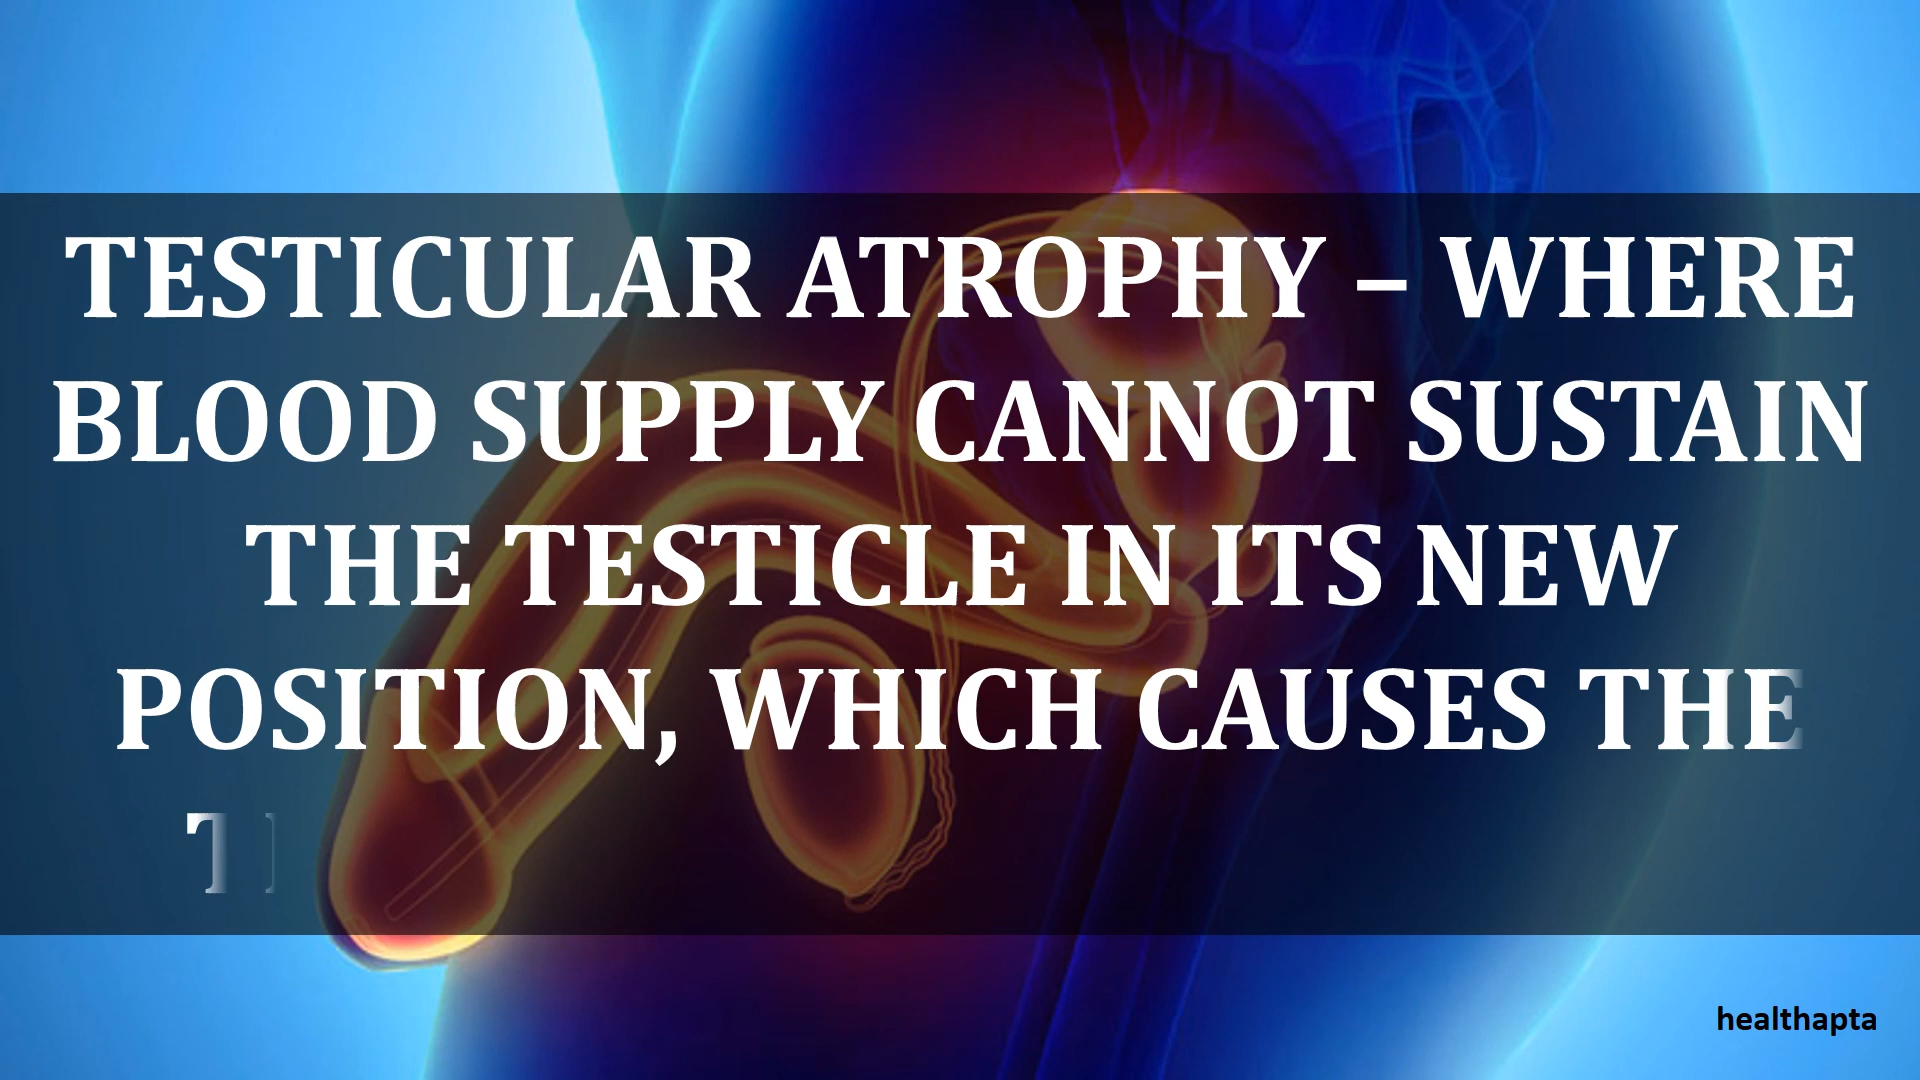 TESTICULAR ATROPHY – WHERE
BLOOD SUPPLY CANNOT SUSTAIN
THE TESTICLE IN ITS NEW
POSITION, WHICH CAUSES THE
healthapta